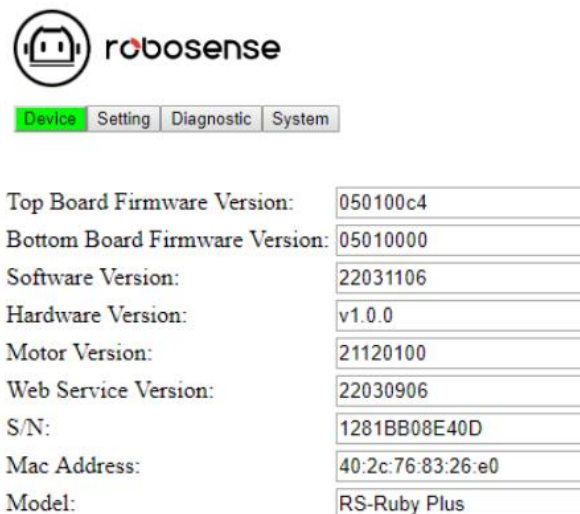 robosense
Device Setting Diagnostic System
Top Board Firmware Version: 050100c4
Bottom Board Firmware Version: 05010000
Software Version: 22031106
Hardware Version: v1.0.0
Motor Version: 21120100
Web Service Version: 22030906
S/N: 1281BB08E40D
Mac Address: 40:2c:76:83:26:e0
Model: RS-Ruby Plus